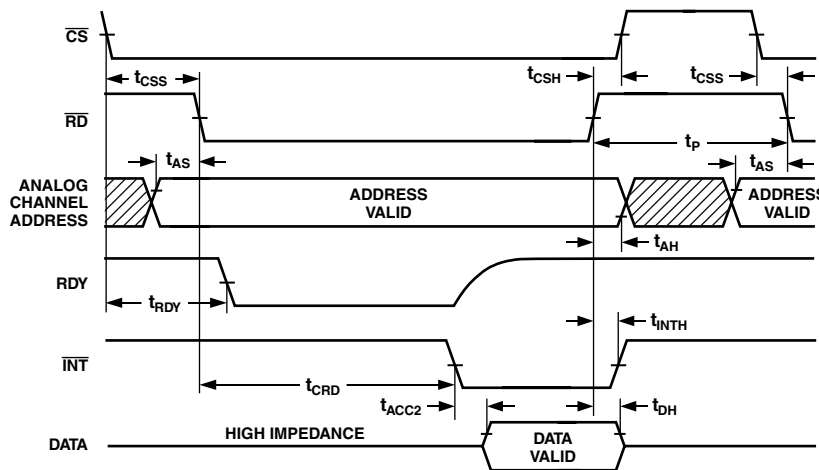 CS
tCSS
tCSH
tCSS
RD
tP
tAS
tAS
ANALOG
CHANNEL
ADDRESS
ADDRESS
VALID
ADDRESS
VALID
tAH
RDY
tRDY
tINTH
INT
tCRD
tACC2
tDH
DATA
HIGH IMPEDANCE
DATA
VALID